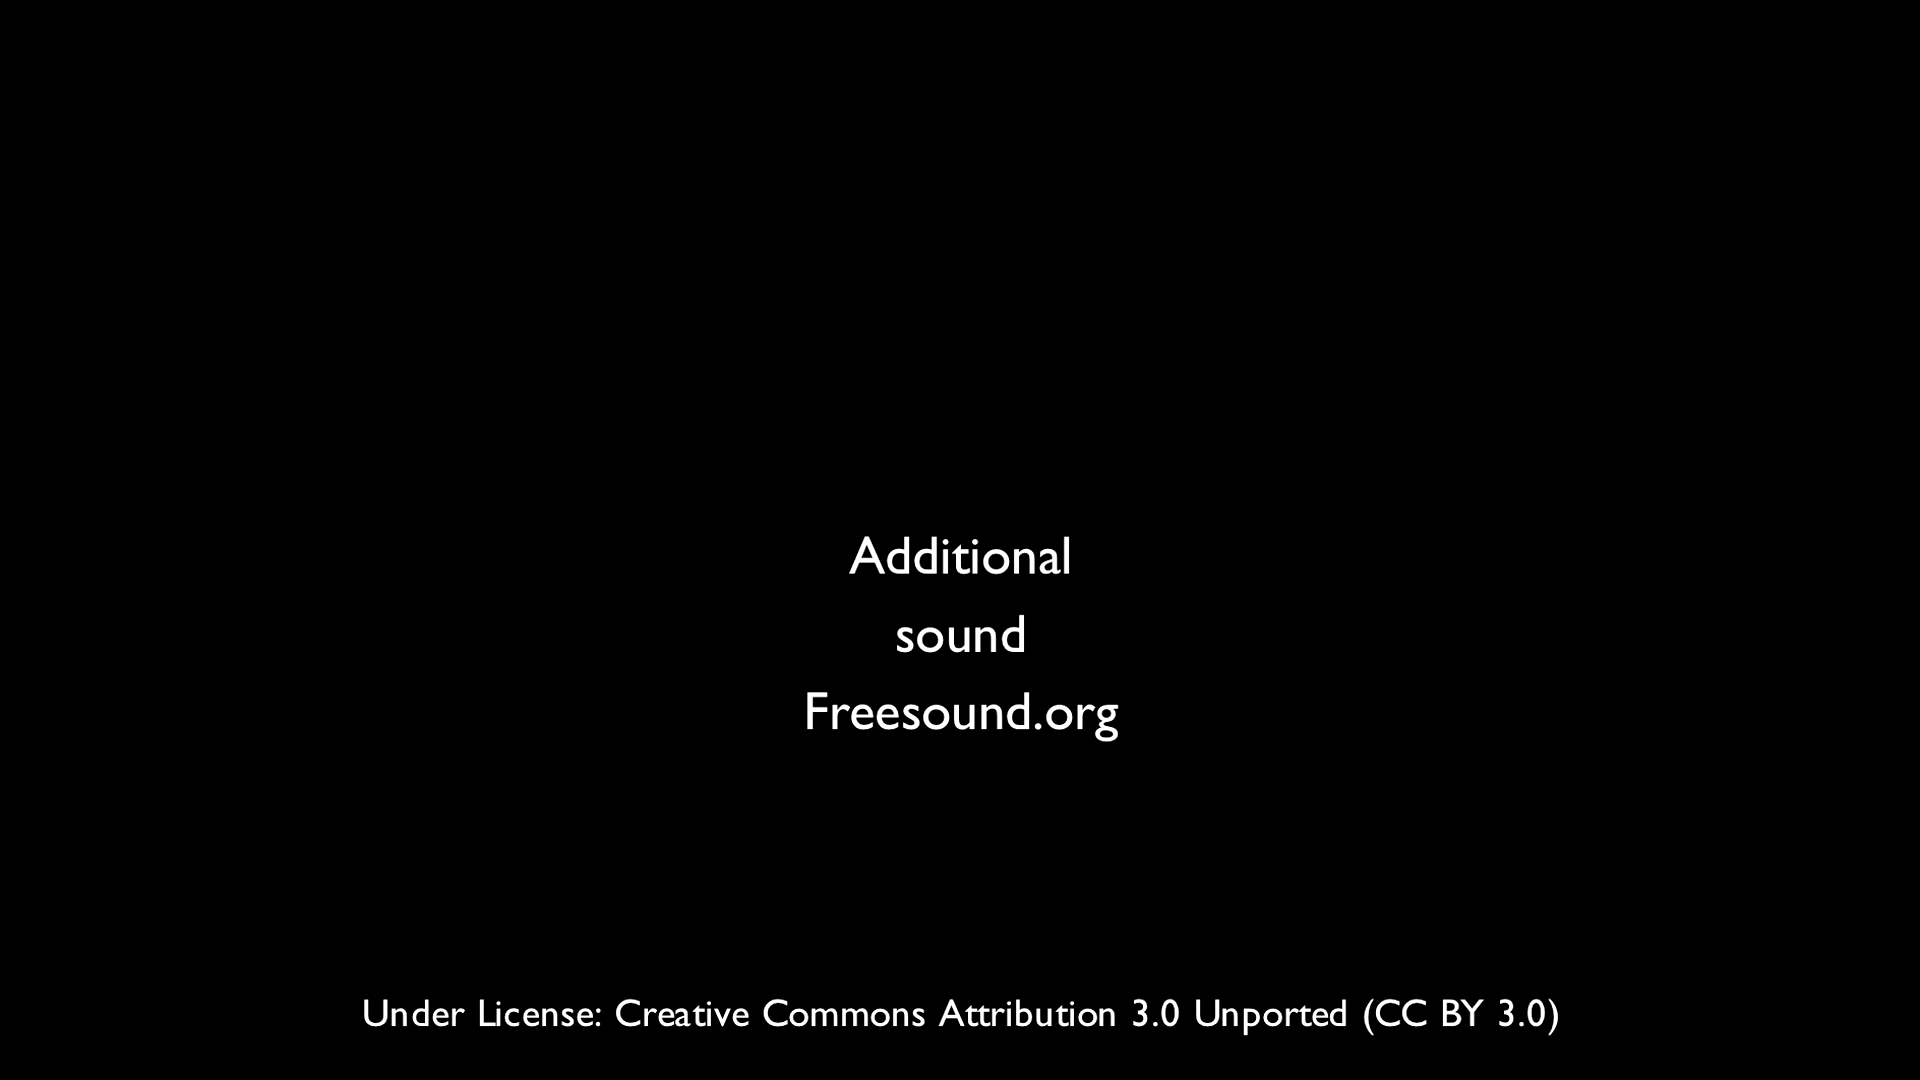 Additional
sound
Freesound.org
Under License: Creative Commons Attribution 3.0 Unported (CC BY 3.0)